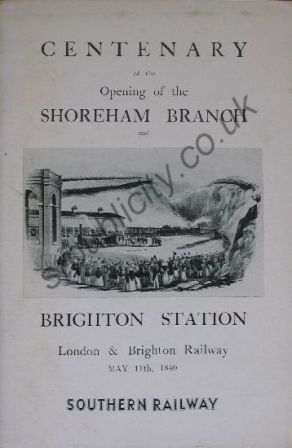 CENTENARY
of the
Opening of the
SHOREHAM BRANCH
and
BRIGHTON STATION
London & Brighton Railway
MAY 11th, 1840
SOUTHERN RAILWAY